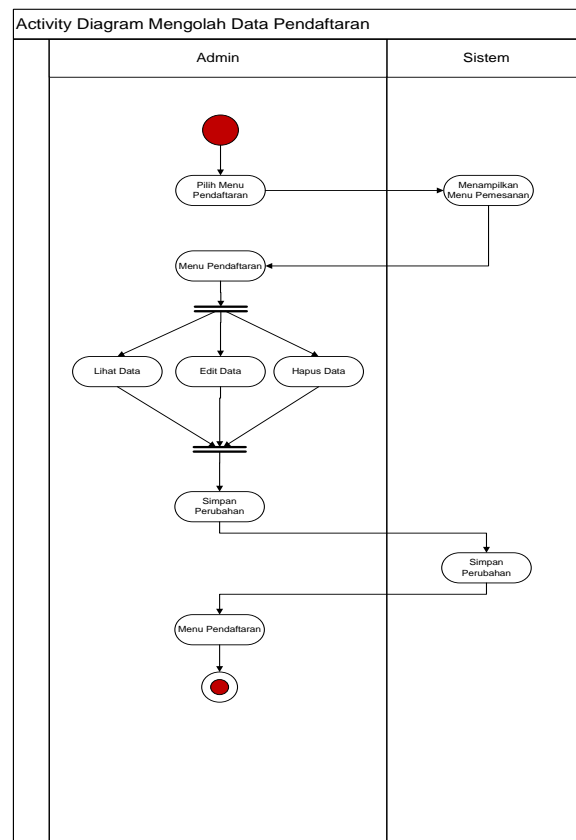 Activity Diagram Mengolah Data Pendaftaran
Admin
Sistem
Pilih Menu
Pendaftaran
Menampilkan
Menu Pemesanan
Menu Pendaftaran
Lihat Data
Edit Data
Hapus Data
Simpan
Perubahan
Simpan
Perubahan
Menu Pendaftaran